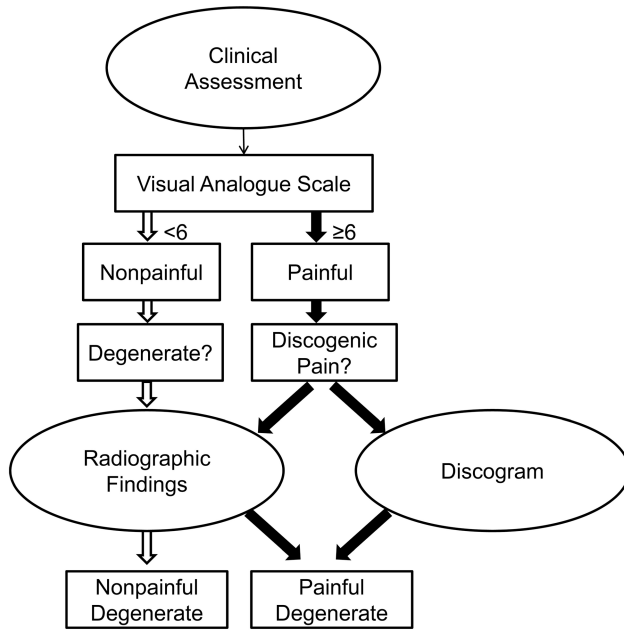 Clinical
Assessment
Visual Analogue Scale
<6
≥6
Nonpainful
Painful
Degenerate?
Discogenic
Pain?
Radiographic
Findings
Discogram
Nonpainful
Degenerate
Painful
Degenerate